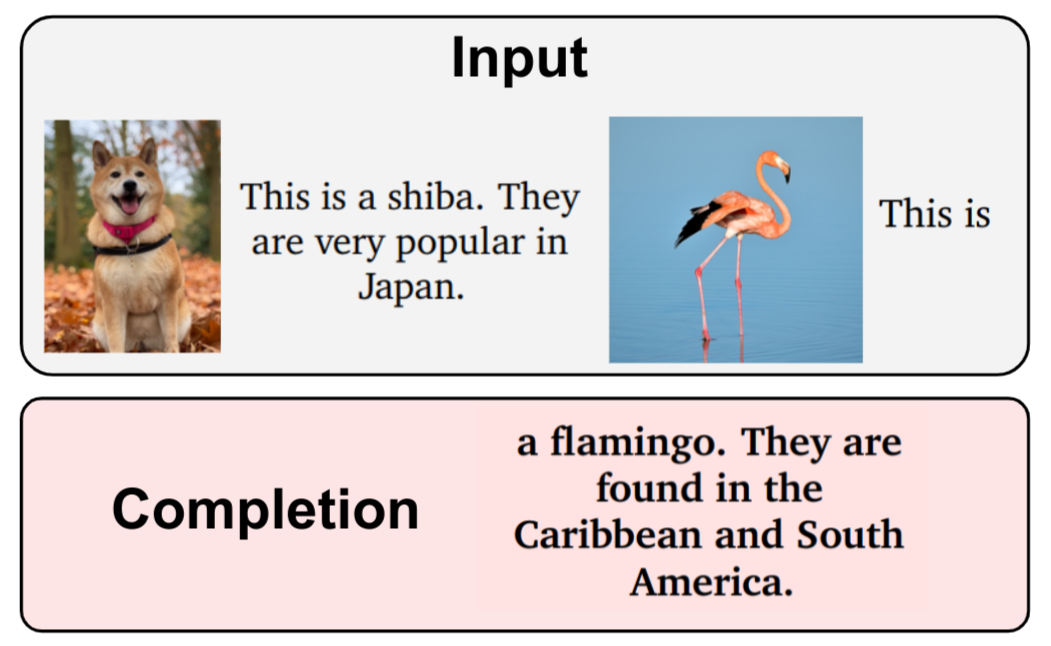 Input
This is a shiba. They
are very popular in
Japan.
This is
Completion
a flamingo. They are
found in the
Caribbean and South
America.